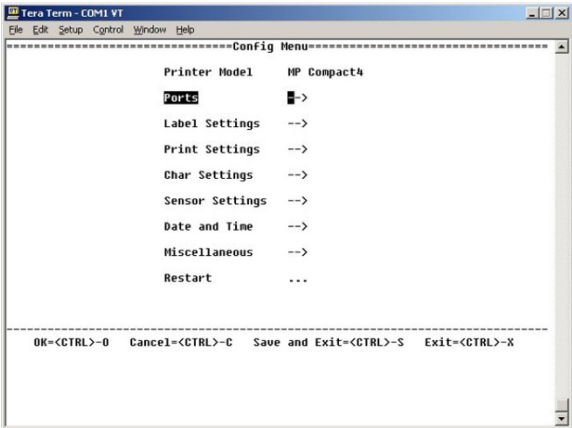 Tera Term - COM1 VT
File Edit Setup Control Window Help
==============================Config Menu================================
Printer Model MP Compact4
Ports -->
Label Settings -->
Print Settings -->
Char Settings -->
Sensor Settings -->
Date and Time -->
Miscellaneous -->
Restart ...
-------------------------------------------------------------------------
OK=<CTRL>-O Cancel=<CTRL>-C Save and Exit=<CTRL>-S Exit=<CTRL>-X